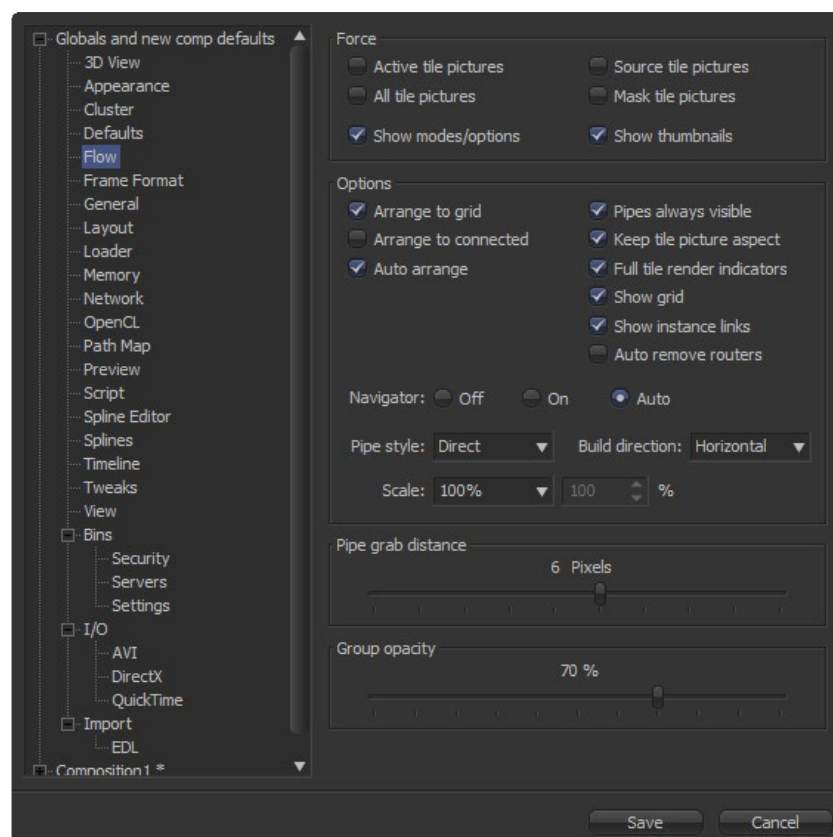 Globals and new comp defaults
3D View
Appearance
Cluster
Defaults
Flow
Frame Format
General
Layout
Loader
Memory
Network
OpenCL
Path Map
Preview
Script
Spline Editor
Splines
Timeline
Tweaks
View
Bins
Security
Servers
Settings
I/O
AVI
DirectX
QuickTime
Import
EDL
Composition1 *
Force
Active tile pictures
Source tile pictures
All tile pictures
Mask tile pictures
Show modes/options
Show thumbnails
Options
Arrange to grid
Pipes always visible
Arrange to connected
Keep tile picture aspect
Auto arrange
Full tile render indicators
Show grid
Show instance links
Auto remove routers
Navigator: Off On Auto
Pipe style: Direct Build direction: Horizontal
Scale: 100% 100 %
Pipe grab distance
6 Pixels
Group opacity
70 %
Save Cancel